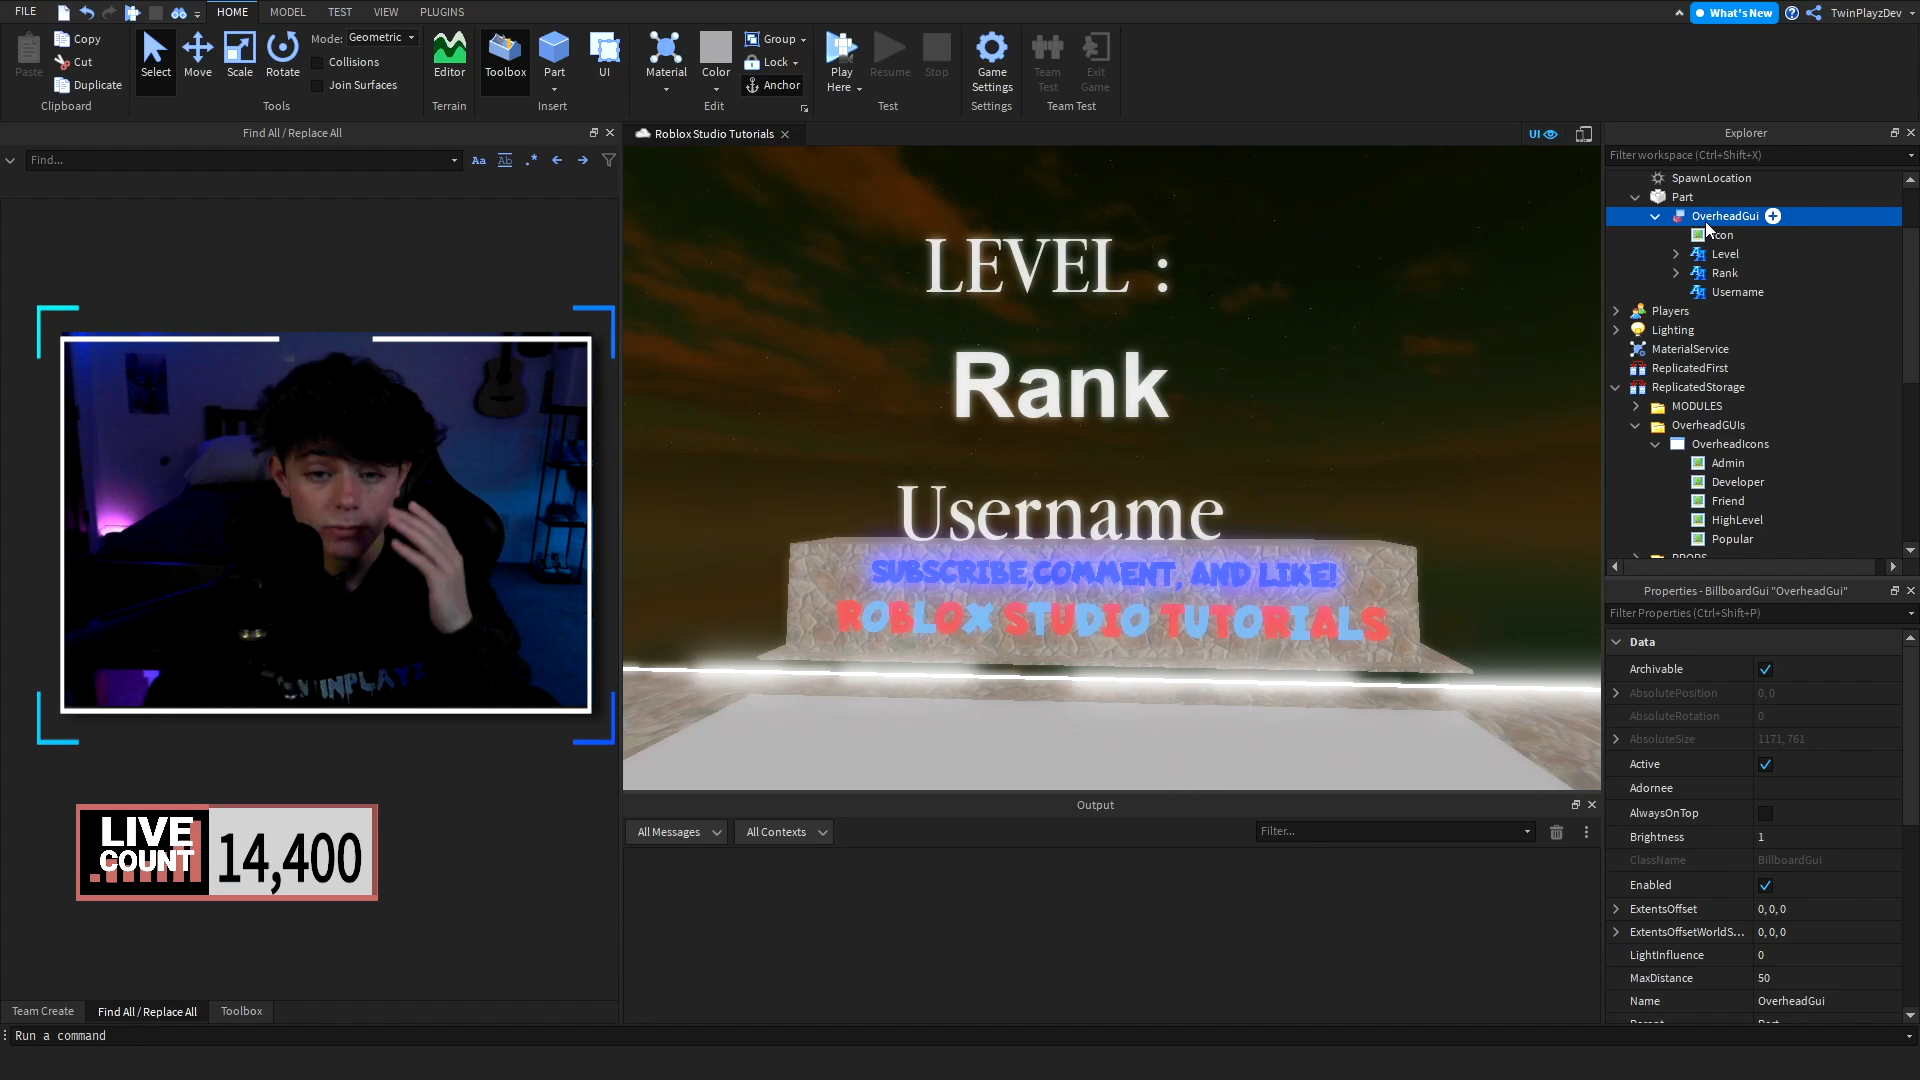 FILE
HOME
MODEL
TEST
VIEW
PLUGINS
What's New
TwinPlayzDev
Paste
Copy
Cut
Duplicate
Clipboard
Select
Move
Scale
Rotate
Mode: Geometric
Collisions
Join Surfaces
Tools
Editor
Terrain
Toolbox
Part
UI
Insert
Material
Color
Group
Lock
Anchor
Edit
Play
Here
Resume
Stop
Test
Game
Settings
Settings
Team
Test
Exit
Game
Team Test
Find All / Replace All
Find...
Aa
Ab
.*
LIVE
COUNT
14,400
Team Create
Find All / Replace All
Toolbox
Run a command
Roblox Studio Tutorials
UI
LEVEL :
Rank
Username
SUBSCRIBE,COMMENT, AND LIKE!
ROBLOX STUDIO TUTORIALS
Output
All Messages
All Contexts
Filter...
Explorer
Filter workspace (Ctrl+Shift+X)
SpawnLocation
Part
OverheadGui
Icon
Level
Rank
Username
Players
Lighting
MaterialService
ReplicatedFirst
ReplicatedStorage
MODULES
OverheadGUIs
OverheadIcons
Admin
Developer
Friend
HighLevel
Popular
PROPS
Properties - BillboardGui "OverheadGui"
Filter Properties (Ctrl+Shift+P)
Data
Archivable
AbsolutePosition 0, 0
AbsoluteRotation 0
AbsoluteSize 1171, 761
Active
Adornee
AlwaysOnTop
Brightness 1
ClassName BillboardGui
Enabled
ExtentsOffset 0, 0, 0
ExtentsOffsetWorldS... 0, 0, 0
LightInfluence 0
MaxDistance 50
Name OverheadGui
Parent Part